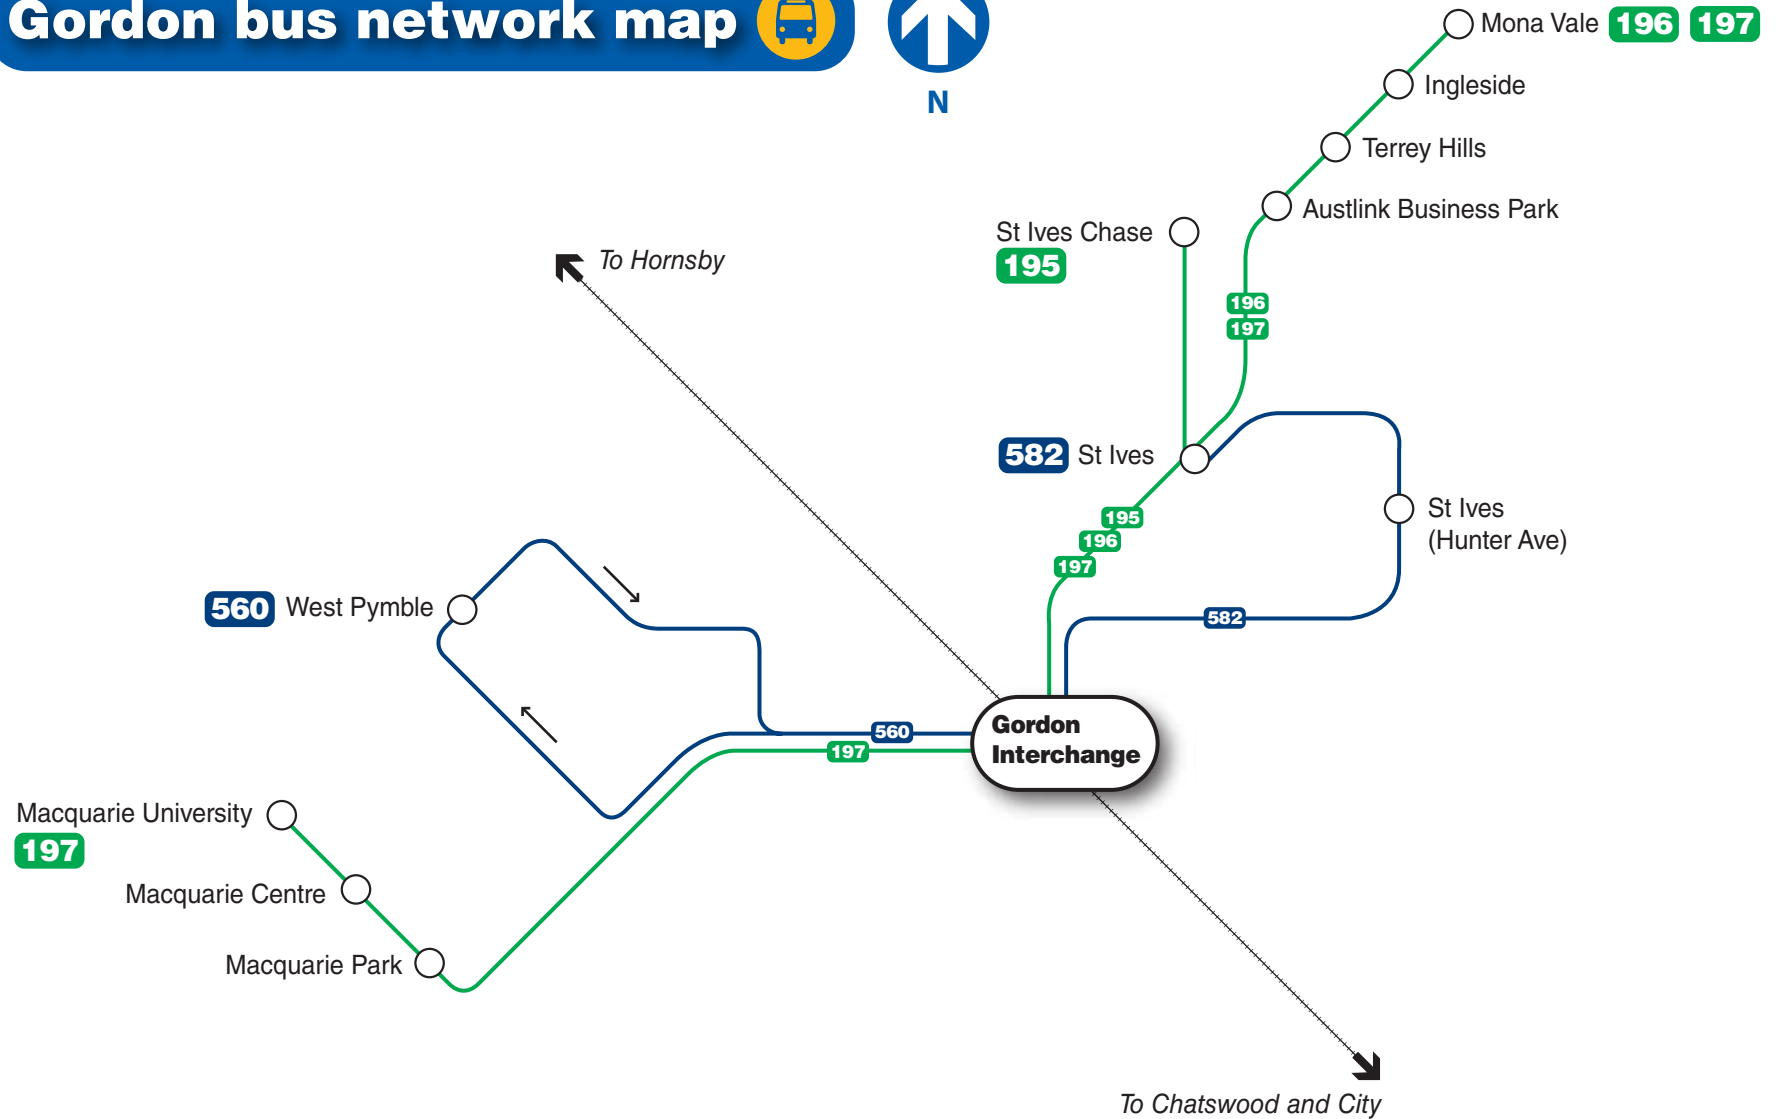 Gordon bus network map
N
Mona Vale 196 197
Ingleside
Terrey Hills
Austlink Business Park
St Ives Chase
195
To Hornsby
196
197
582 St Ives
St Ives
(Hunter Ave)
195
196
197
560 West Pymble
582
Gordon
Interchange
560
197
Macquarie University
197
Macquarie Centre
Macquarie Park
To Chatswood and City